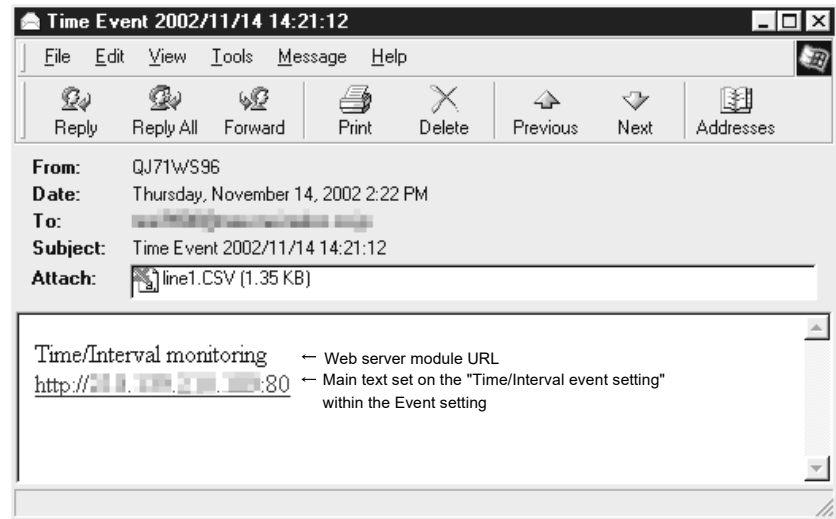 Time Event 2002/11/14 14:21:12
File Edit View Tools Message Help
Reply Reply All Forward Print Delete Previous Next Addresses
From: QJ71WS96
Date: Thursday, November 14, 2002 2:22 PM
To:
Subject: Time Event 2002/11/14 14:21:12
Attach: line1.CSV (1.35 KB)
Time/Interval monitoring ← Web server module URL
http:// :80 ← Main text set on the "Time/Interval event setting"
within the Event setting